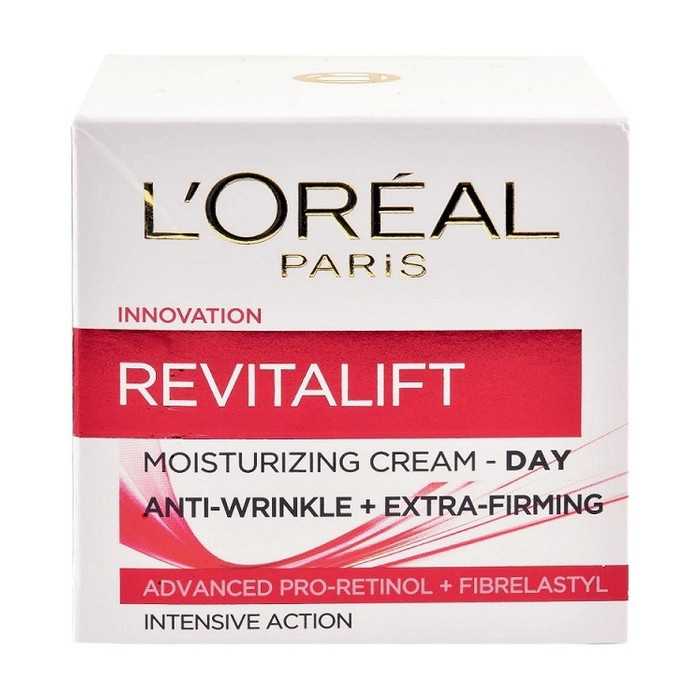 L'ORÉAL
PARiS
INNOVATION
REVITALIFT
MOISTURIZING CREAM - DAY
ANTI-WRINKLE + EXTRA-FIRMING
ADVANCED PRO-RETINOL + FIBRELASTYL
INTENSIVE ACTION